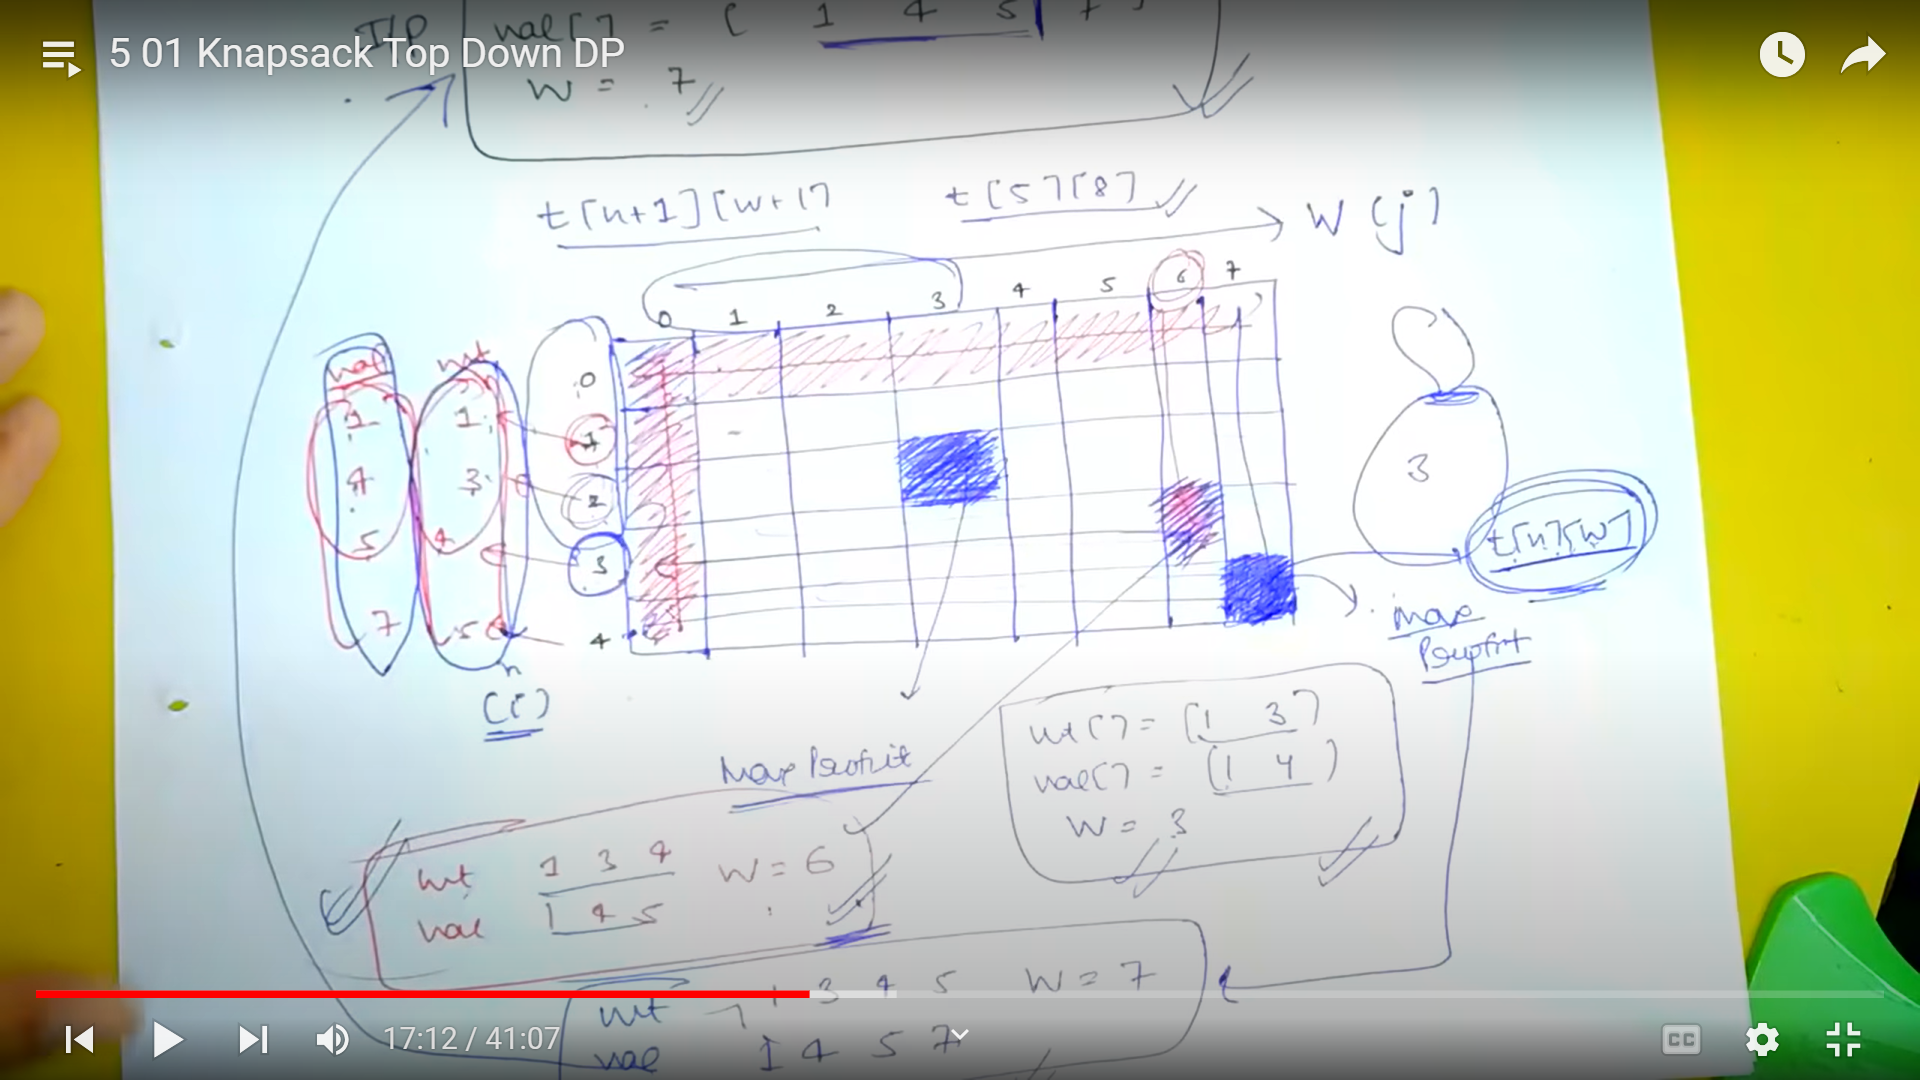 I/P val[] = [ 1 4 5 7 ]
5 01 Knapsack Top Down DP
W = 7
t[n+1][w+1]
t[5][8]
W (j)
0 1 2 3 4 5 6 7
val wt
1 1 0
4 3 1
5 4 2
7 5 3
4
n
(i)
3
t[n][w]
Max
Profit
Max Profit
wt[] = [1 3]
val[] = [1 4]
W = 3
wt 1 3 4 W = 6
val 1 4 5
wt 1 3 4 5 W = 7
val 1 4 5 7
17:12 / 41:07
CC